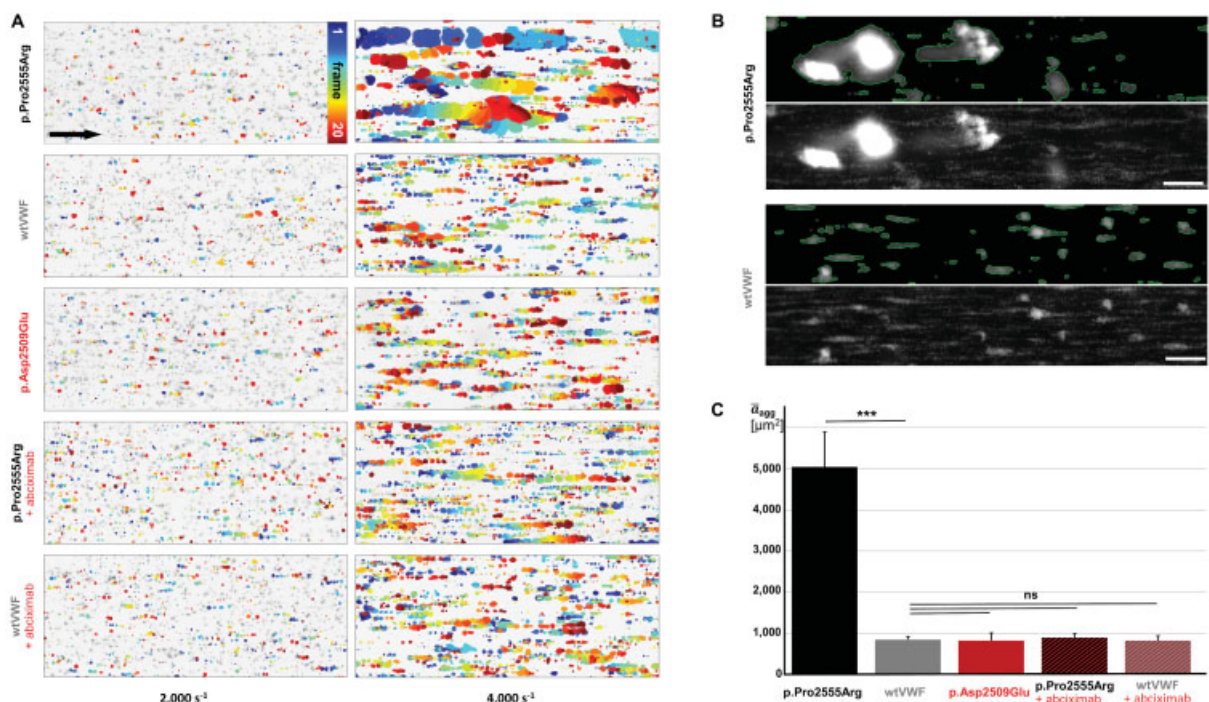 A
p.Pro2555Arg
1
frame
20
wtVWF
p.Asp2509Glu
p.Pro2555Arg
+ abciximab
wtVWF
+ abciximab
2,000 s⁻¹
4,000 s⁻¹
B
p.Pro2555Arg
wtVWF
C
ᾱagg
[µm²]
***
5,000
4,000
3,000
2,000
1,000
0
ns
p.Pro2555Arg
wtVWF
p.Asp2509Glu
p.Pro2555Arg
+ abciximab
wtVWF
+ abciximab